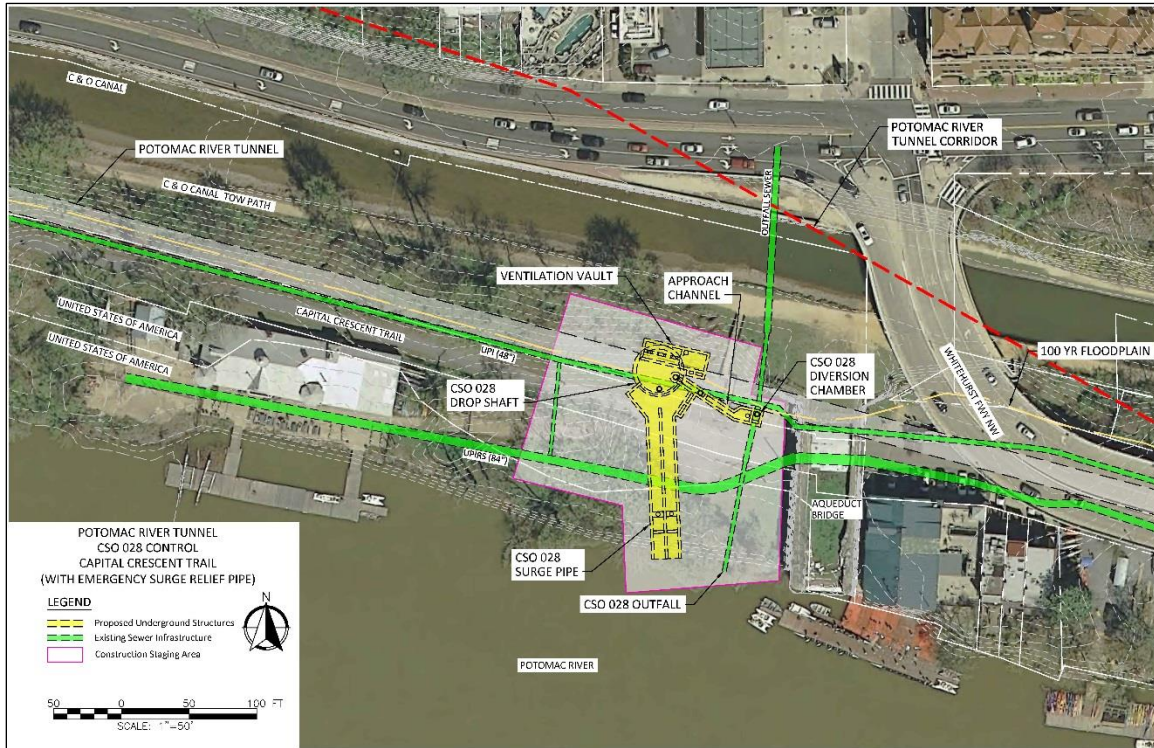 C & O CANAL
POTOMAC RIVER TUNNEL
C & O CANAL TOW PATH
OUTFALL SEWER
POTOMAC RIVER
TUNNEL CORRIDOR
VENTILATION VAULT
APPROACH
CHANNEL
UNITED STATES OF AMERICA
UNITED STATES OF AMERICA
CAPITAL CRESCENT TRAIL
UPI (48")
100 YR FLOODPLAIN
WHITEHURST FWY NW
CSO 028
DROP SHAFT
CSO 028
DIVERSION
CHAMBER
UPIRS (84")
AQUEDUCT
BRIDGE
CSO 028
SURGE PIPE
CSO 028 OUTFALL
POTOMAC RIVER
POTOMAC RIVER TUNNEL
CSO 028 CONTROL
CAPITAL CRESCENT TRAIL
(WITH EMERGENCY SURGE RELIEF PIPE)
LEGEND
Proposed Underground Structures
Existing Sewer Infrastructure
Construction Staging Area
N
50 0 50 100 FT
SCALE: 1"=50'